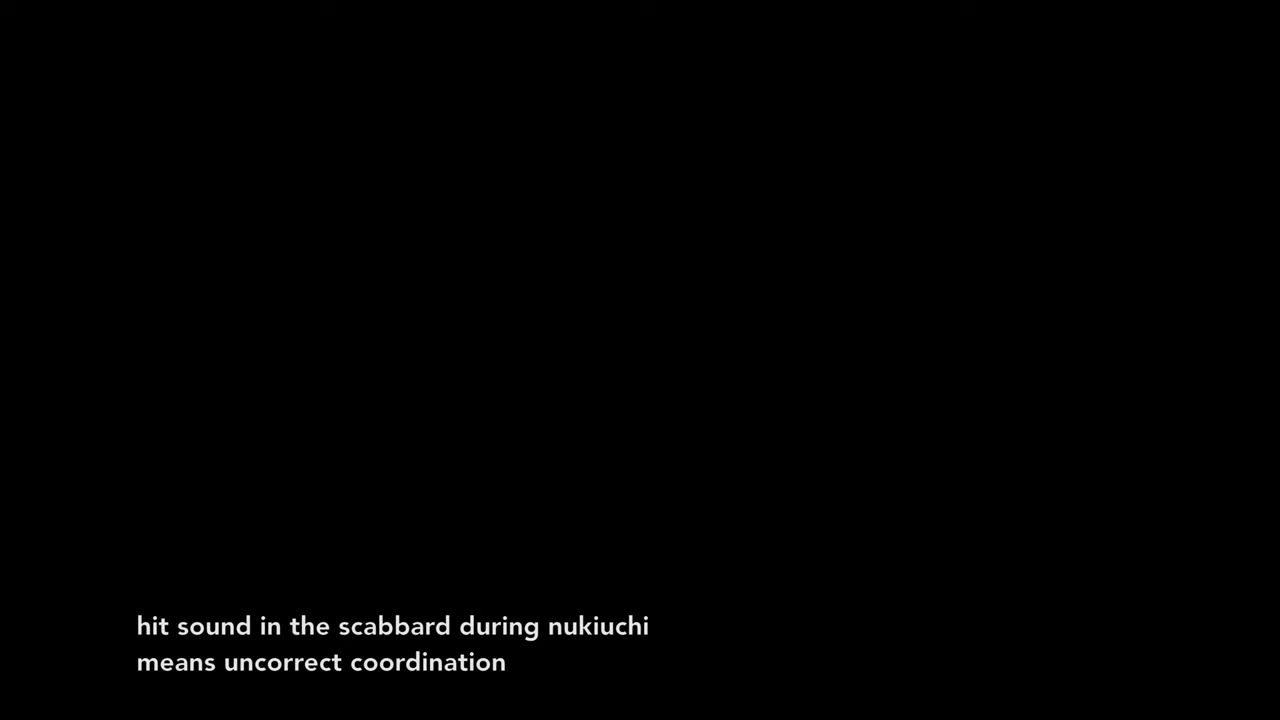 hit sound in the scabbard during nukiuchi
means uncorrect coordination